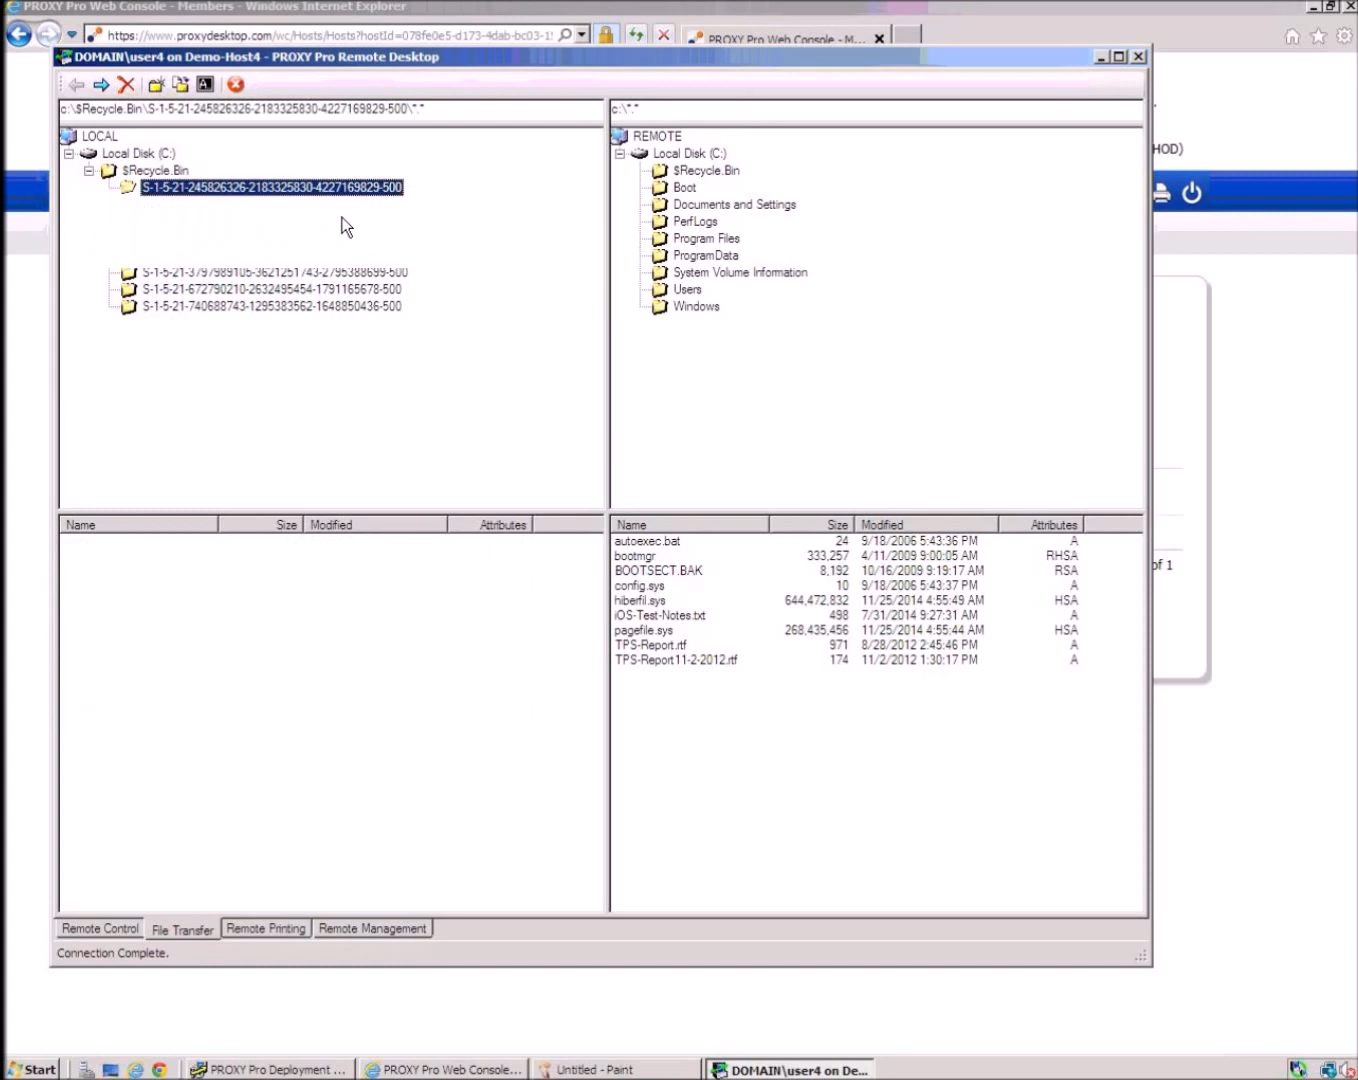 PROXY Pro Web Console - Members - Windows Internet Explorer
https://www.proxydesktop.com/wc/Hosts/Hosts?hostId=078fe0e5-d173-4dab-bc03-1
PROXY Pro Web Console - M...
DOMAIN\user4 on Demo-Host4 - PROXY Pro Remote Desktop
c:\$Recycle.Bin\S-1-5-21-245826326-2183325830-4227169829-500\*.*
c:\*.*
LOCAL
Local Disk (C:)
$Recycle.Bin
S-1-5-21-245826326-2183325830-4227169829-500
S-1-5-21-3797989105-3621251743-2795388699-500
S-1-5-21-672790210-2632495454-1791165678-500
S-1-5-21-740688743-1295383562-1648850436-500
REMOTE
Local Disk (C:)
$Recycle.Bin
Boot
Documents and Settings
PerfLogs
Program Files
ProgramData
System Volume Information
Users
Windows
HOD)
Name Size Modified Attributes
Name Size Modified Attributes
autoexec.bat 24 9/18/2006 5:43:36 PM A
bootmgr 333,257 4/11/2009 9:00:05 AM RHSA
BOOTSECT.BAK 8,192 10/16/2009 9:19:17 AM RSA
config.sys 10 9/18/2006 5:43:37 PM A
hiberfil.sys 644,472,832 11/25/2014 4:55:49 AM HSA
iOS-Test-Notes.txt 498 7/31/2014 9:27:31 AM A
pagefile.sys 268,435,456 11/25/2014 4:55:44 AM HSA
TPS-Report.rtf 971 8/28/2012 2:45:46 PM A
TPS-Report11-2-2012.rtf 174 11/2/2012 1:30:17 PM A
of 1
Remote Control File Transfer Remote Printing Remote Management
Connection Complete.
Start PROXY Pro Deployment ... PROXY Pro Web Console... Untitled - Paint DOMAIN\user4 on De...